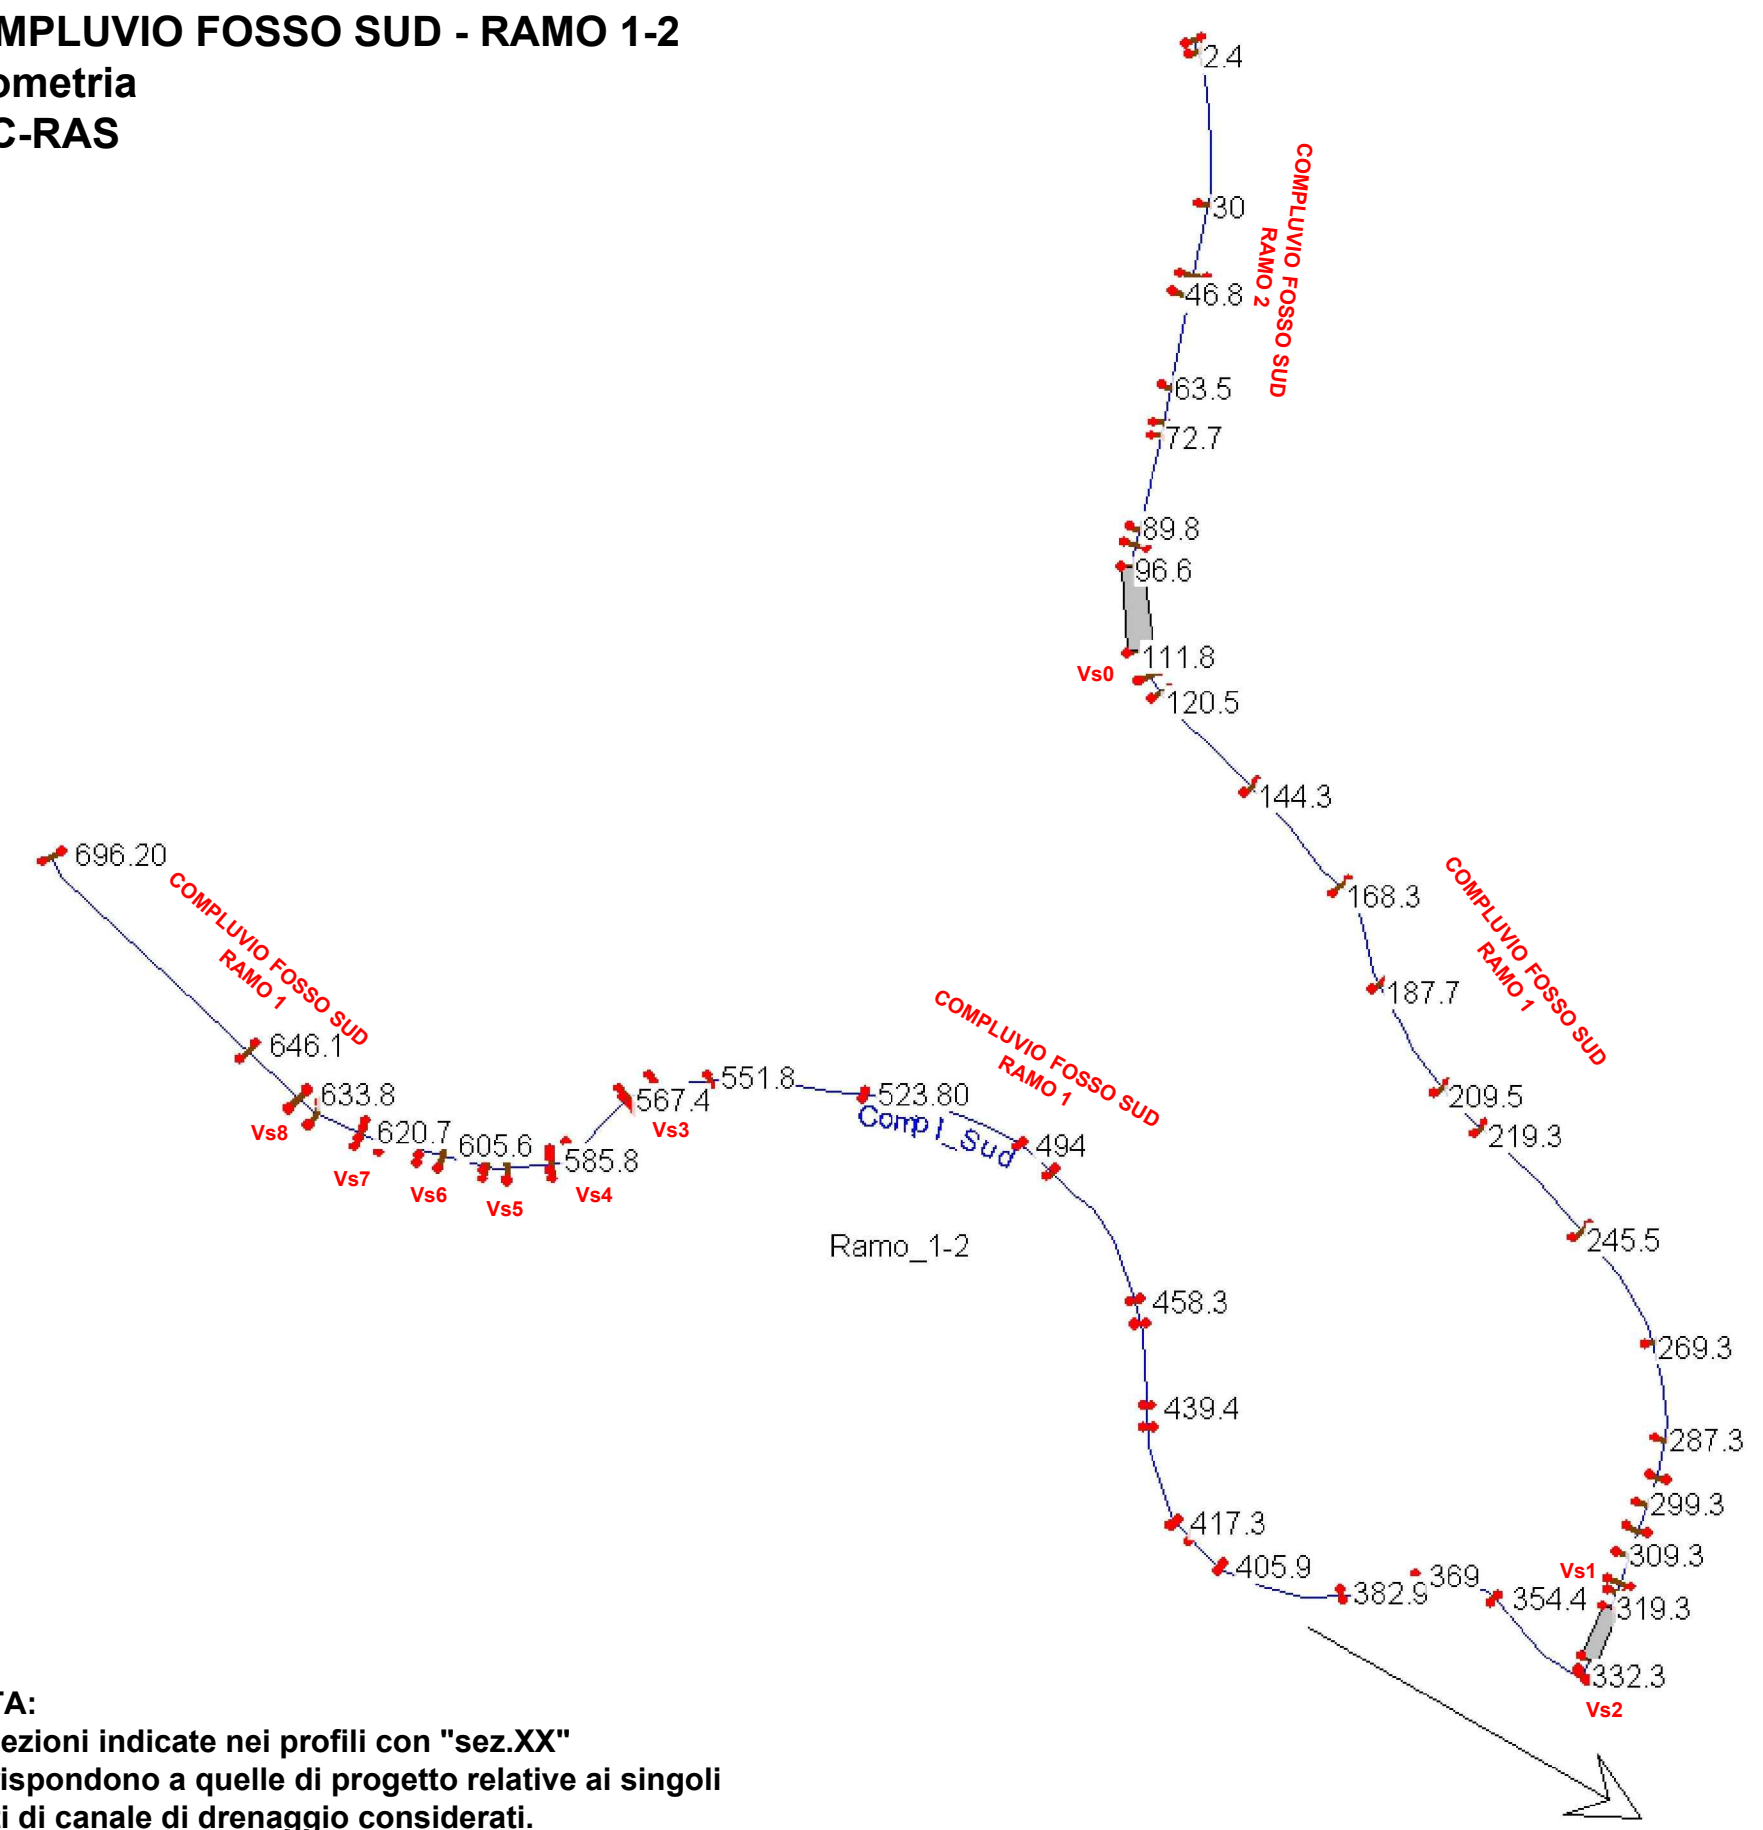 MPLUVIO FOSSO SUD - RAMO 1-2
ometria
C-RAS
2.4
30
46.8
COMPLUVIO FOSSO SUD
RAMO 2
63.5
72.7
89.8
96.6
111.8
Vs0
120.5
144.3
168.3
187.7
COMPLUVIO FOSSO SUD
RAMO 1
209.5
219.3
245.5
269.3
287.3
299.3
309.3
Vs1
319.3
332.3
Vs2
354.4
369
382.9
405.9
417.3
439.4
458.3
494
COMPLUVIO FOSSO SUD
RAMO 1
Compl_Sud
523.80
551.8
567.4
Vs3
585.8
Vs4
605.6
Vs5
Vs6
620.7
Vs7
633.8
Vs8
646.1
COMPLUVIO FOSSO SUD
RAMO 1
696.20
Ramo_1-2
TA:
ezioni indicate nei profili con "sez.XX"
rispondono a quelle di progetto relative ai singoli
ti di canale di drenaggio considerati.